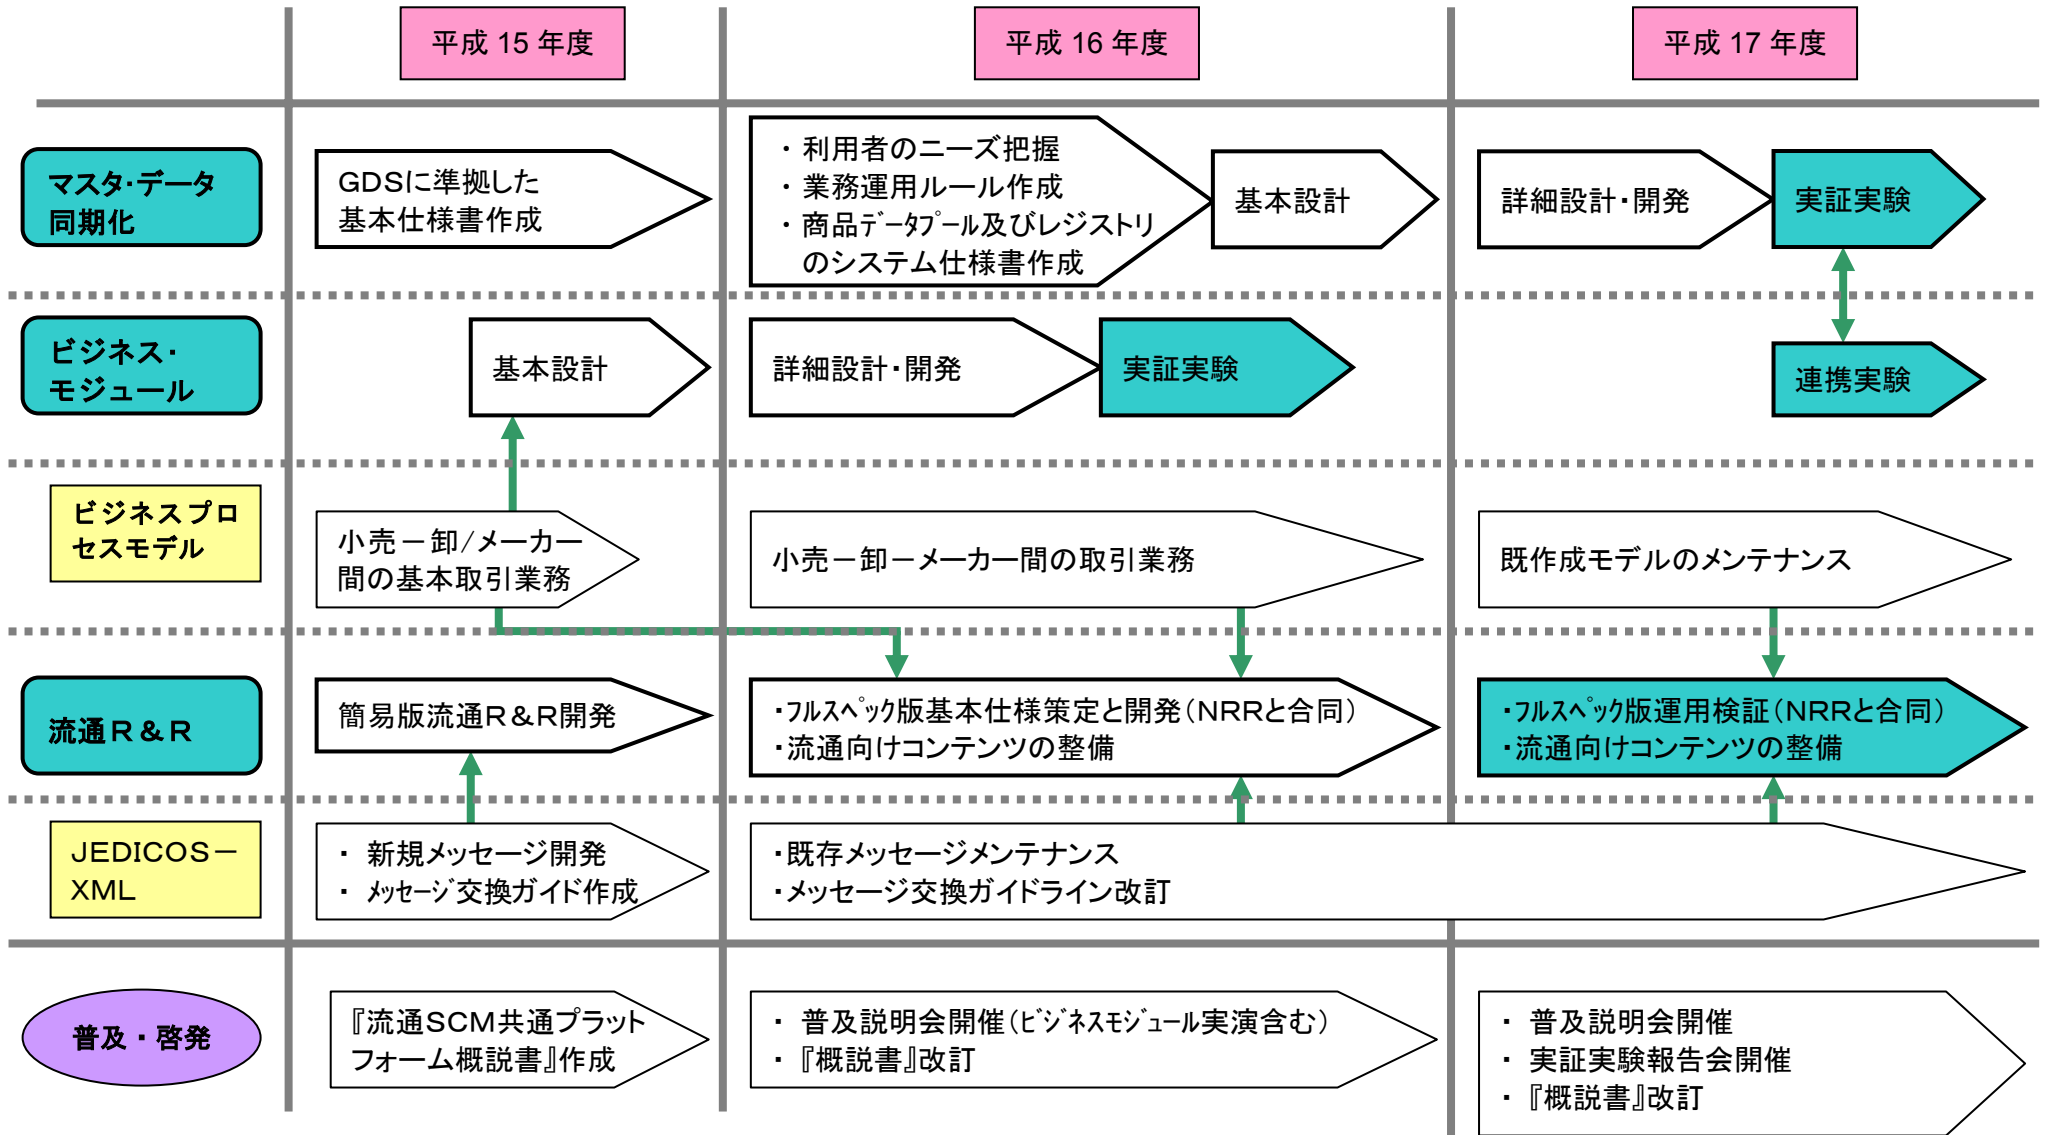 平成 15 年度
平成 16 年度
平成 17 年度
マスタ・データ
同期化
GDSに準拠した
基本仕様書作成
・ 利用者のニーズ把握
・ 業務運用ルール作成
・ 商品ﾃﾞｰﾀﾌﾟｰﾙ及びレジストリ
のシステム仕様書作成
基本設計
詳細設計・開発
実証実験
ビジネス・
モジュール
基本設計
詳細設計・開発
実証実験
連携実験
ビジネスプロ
セスモデル
小売－卸/メーカー
間の基本取引業務
小売－卸－メーカー間の取引業務
既作成モデルのメンテナンス
流通R＆R
簡易版流通R＆R開発
・ﾌﾙｽﾍﾟｯｸ版基本仕様策定と開発（NRRと合同）
・流通向けコンテンツの整備
・ﾌﾙｽﾍﾟｯｸ版運用検証（NRRと合同）
・流通向けコンテンツの整備
JEDICOS－
XML
・ 新規メッセージ開発
・ ﾒｯｾｰｼﾞ交換ガイド作成
・既存メッセージメンテナンス
・メッセージ交換ガイドライン改訂
普及・啓発
『流通SCM共通プラット
フォーム概説書』作成
・ 普及説明会開催（ﾋﾞｼﾞﾈｽﾓｼﾞｭｰﾙ実演含む）
・ 『概説書』改訂
・ 普及説明会開催
・ 実証実験報告会開催
・ 『概説書』改訂